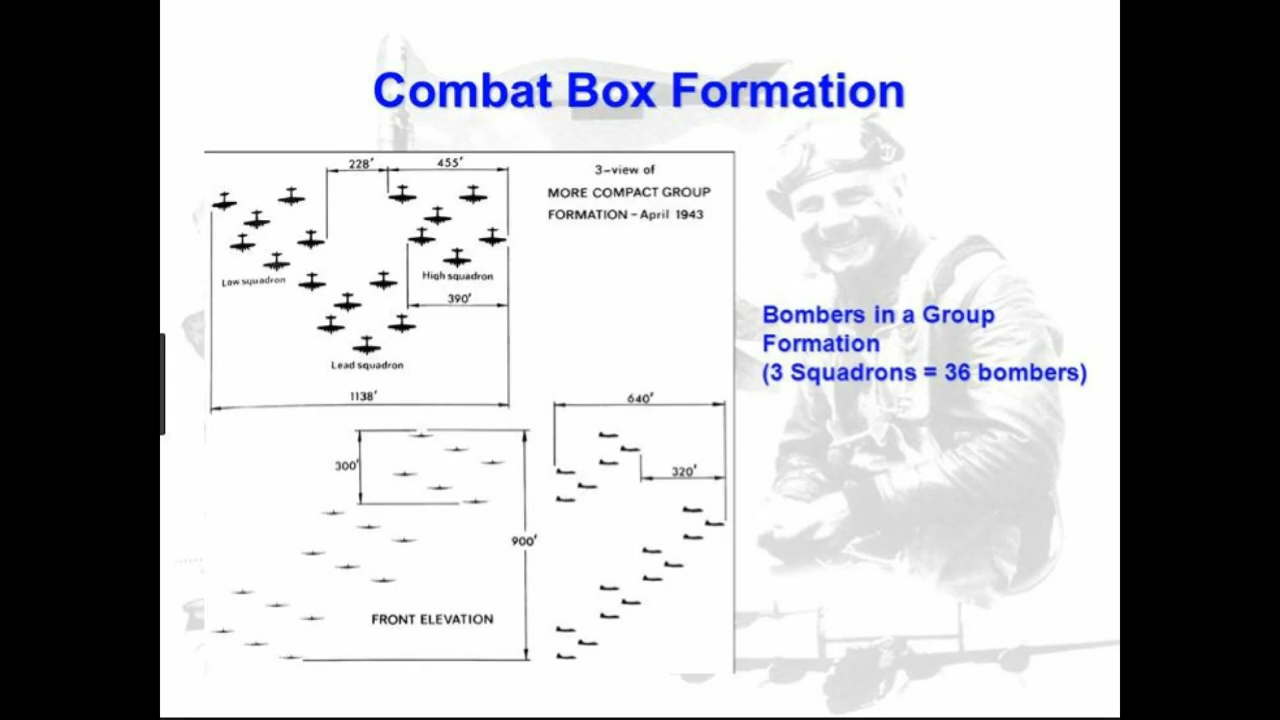 Combat Box Formation
228′
455′
3-view of
MORE COMPACT GROUP
FORMATION - April 1943
Low squadron
High squadron
390′
Lead squadron
1138′
Bombers in a Group
Formation
(3 Squadrons = 36 bombers)
640′
300′
320′
900′
FRONT ELEVATION